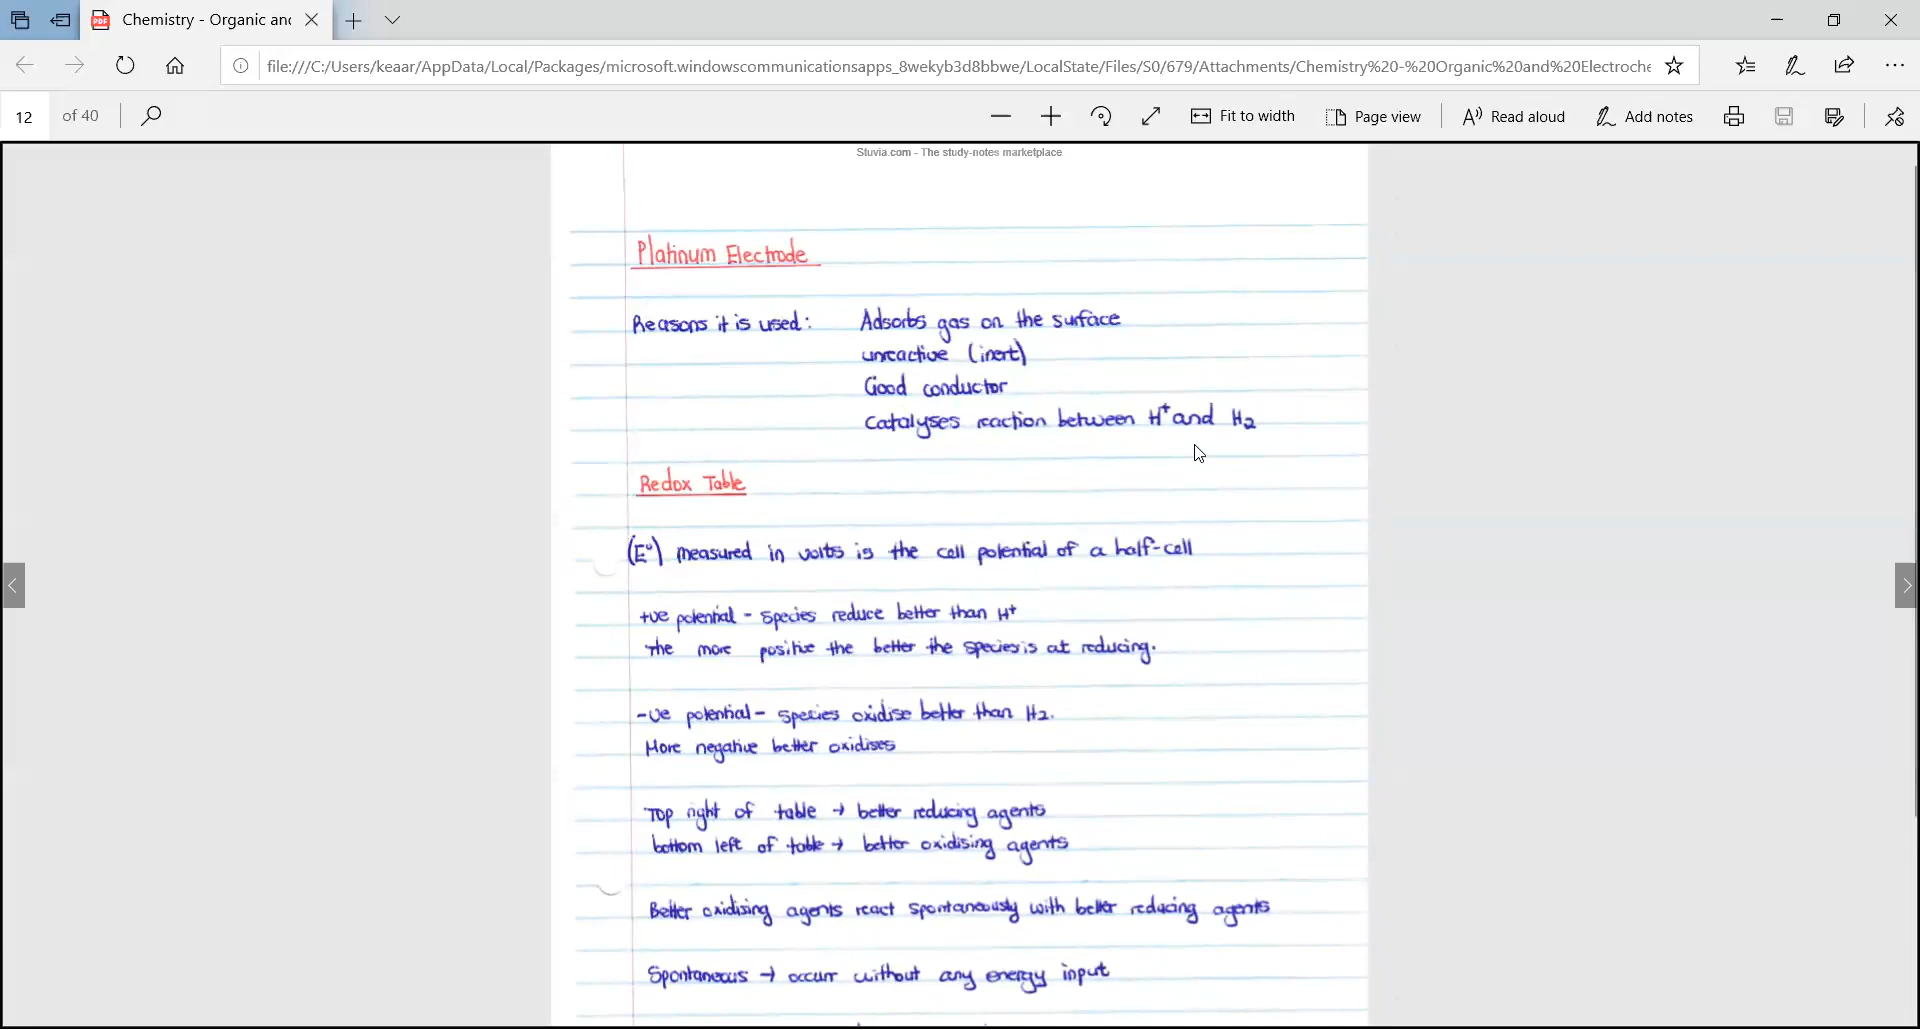 Chemistry - Organic anc
file:///C:/Users/keaar/AppData/Local/Packages/microsoft.windowscommunicationsapps_8wekyb3d8bbwe/LocalState/Files/S0/679/Attachments/Chemistry%20-%20Organic%20and%20Electroche
12 of 40
Fit to width
Page view
Read aloud
Add notes
Stuvia.com - The study-notes marketplace
Platinum Electrode
Reasons it is used: Adsorbs gas on the surface
unreactive (inert)
Good conductor
Catalyses reaction between H⁺ and H₂
Redox Table
(E°) measured in volts is the cell potential of a half-cell
+ve potential - species reduce better than H⁺
The more positive the better the species is at reducing.
-ve potential - species oxidise better than H₂.
More negative better oxidises
Top right of table → better reducing agents
bottom left of table → better oxidising agents
Better oxidising agents react spontaneously with better reducing agents
Spontaneous → occurr without any energy input